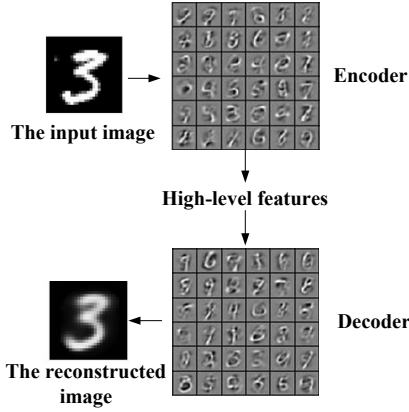 Encoder
The input image
High-level features
Decoder
The reconstructed
image